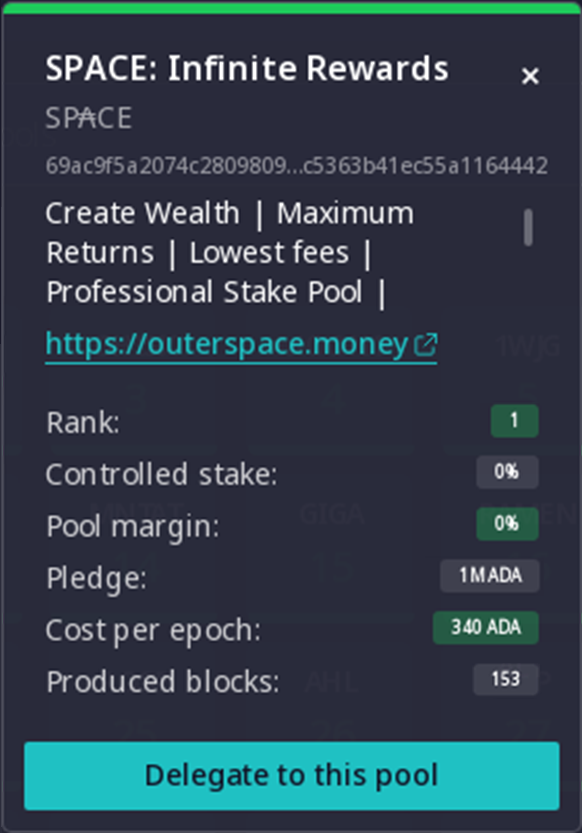 SPACE: Infinite Rewards
×
SP₳CE
69ac9f5a2074c2809809...c5363b41ec55a1164442
Create Wealth | Maximum
Returns | Lowest fees |
Professional Stake Pool |
https://outerspace.money
Rank: 1
Controlled stake: 0%
Pool margin: 0%
Pledge: 1M ADA
Cost per epoch: 340 ADA
Produced blocks: 153
Delegate to this pool